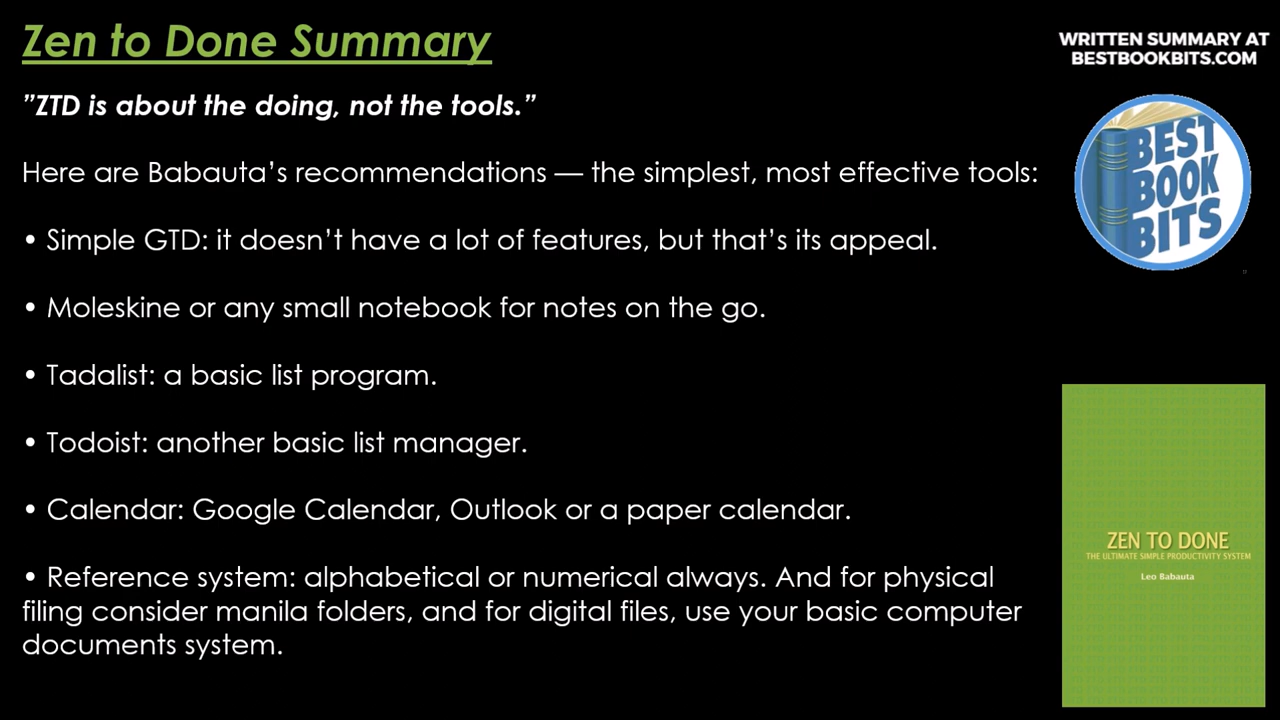 Zen to Done Summary
WRITTEN SUMMARY AT
BESTBOOKBITS.COM
”ZTD is about the doing, not the tools.”
Here are Babauta’s recommendations — the simplest, most effective tools:
• Simple GTD: it doesn’t have a lot of features, but that’s its appeal.
• Moleskine or any small notebook for notes on the go.
• Tadalist: a basic list program.
• Todoist: another basic list manager.
• Calendar: Google Calendar, Outlook or a paper calendar.
• Reference system: alphabetical or numerical always. And for physical
filing consider manila folders, and for digital files, use your basic computer
documents system.
BEST
BOOK
BITS
ZEN TO DONE
THE ULTIMATE SIMPLE PRODUCTIVITY SYSTEM
Leo Babauta